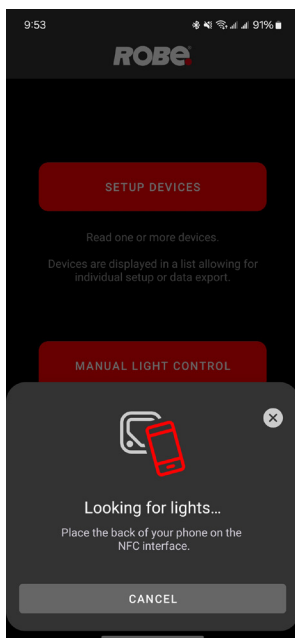 9:53
91%
ROBE
SETUP DEVICES
Read one or more devices.
Devices are displayed in a list allowing for
individual setup or data export.
MANUAL LIGHT CONTROL
Looking for lights...
Place the back of your phone on the
NFC interface.
CANCEL